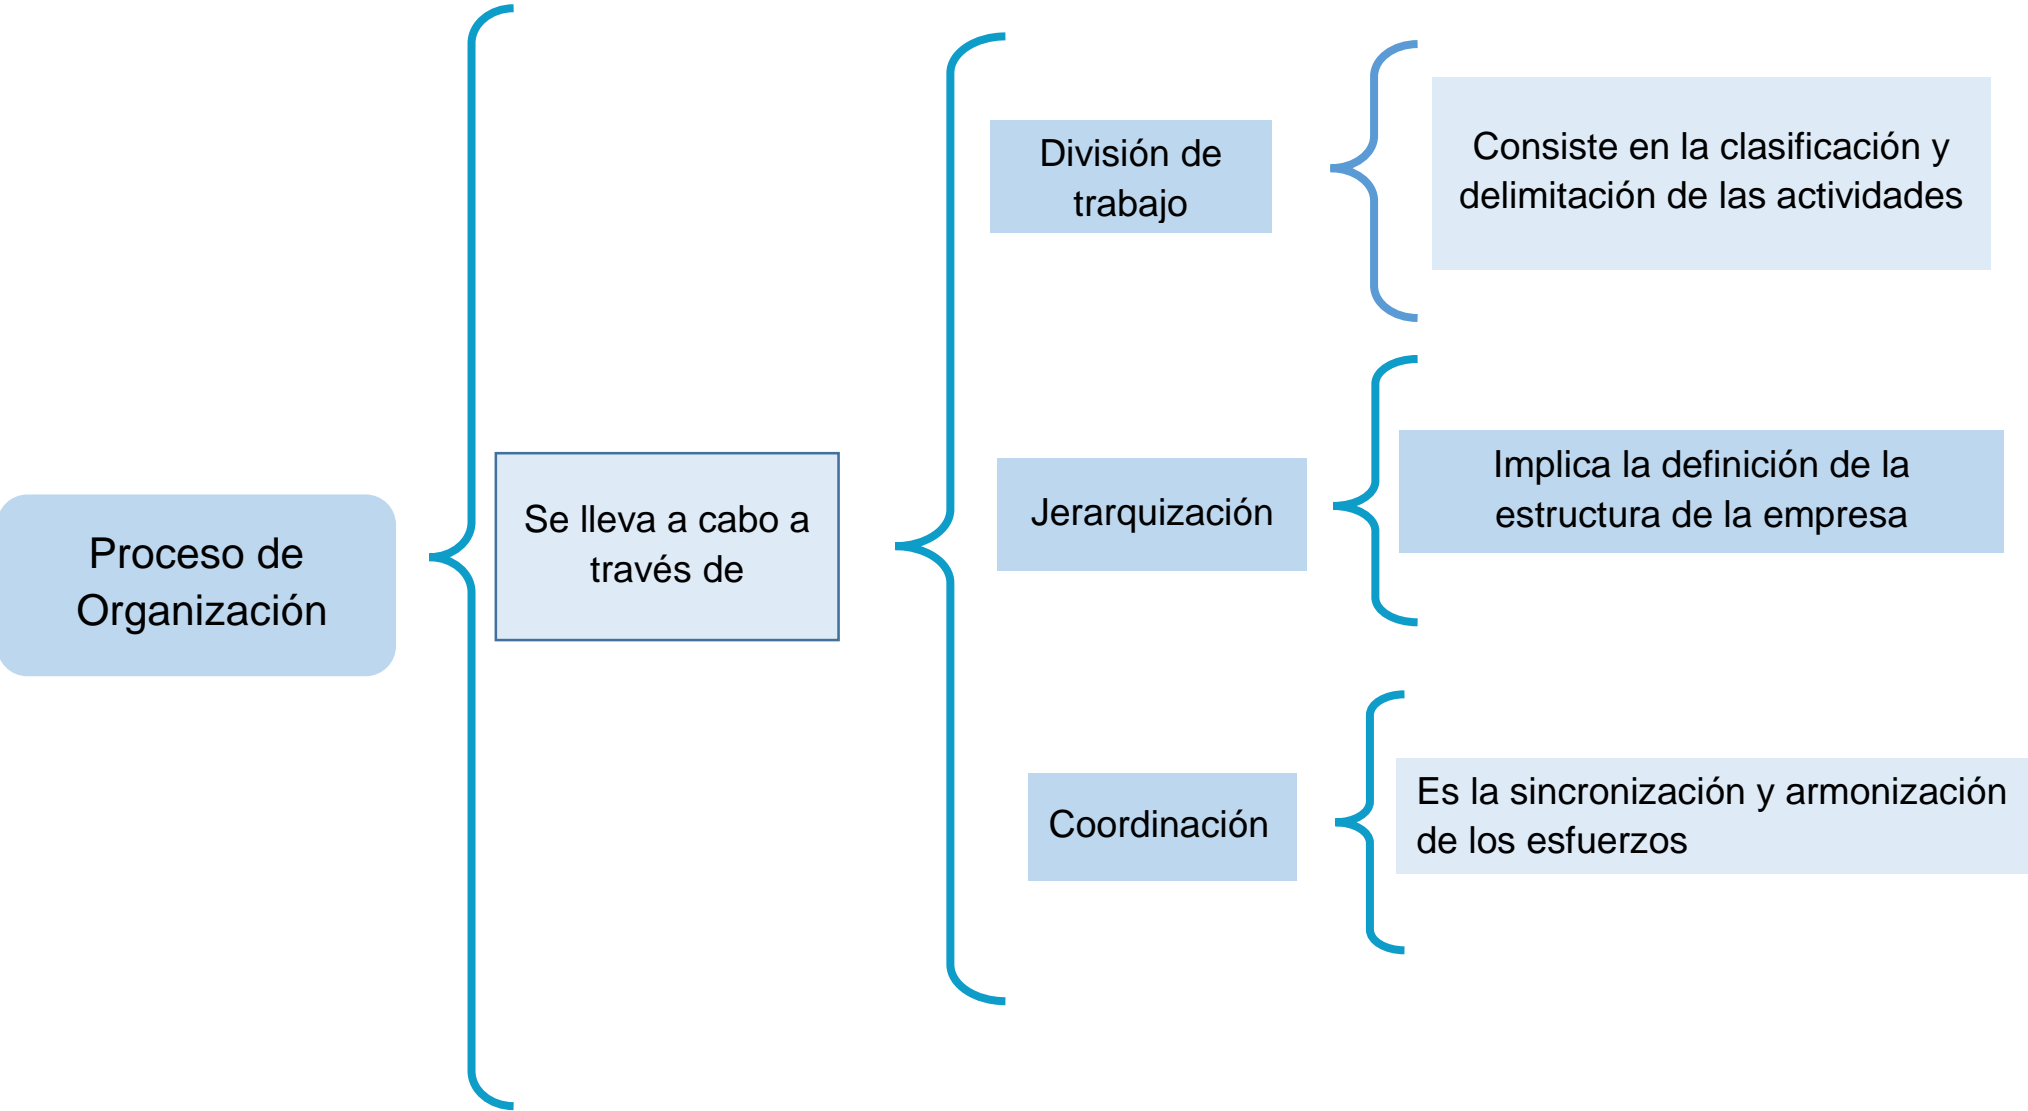 Proceso de
Organización
Se lleva a cabo a
través de
División de
trabajo
Consiste en la clasificación y
delimitación de las actividades
Jerarquización
Implica la definición de la
estructura de la empresa
Coordinación
Es la sincronización y armonización
de los esfuerzos